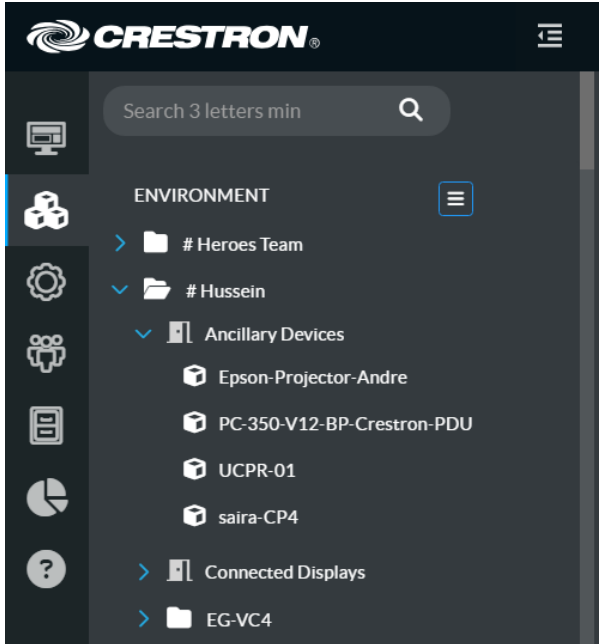 CRESTRON®
Search 3 letters min
ENVIRONMENT
# Heroes Team
# Hussein
Ancillary Devices
Epson-Projector-Andre
PC-350-V12-BP-Crestron-PDU
UCPR-01
saira-CP4
?
Connected Displays
EG-VC4